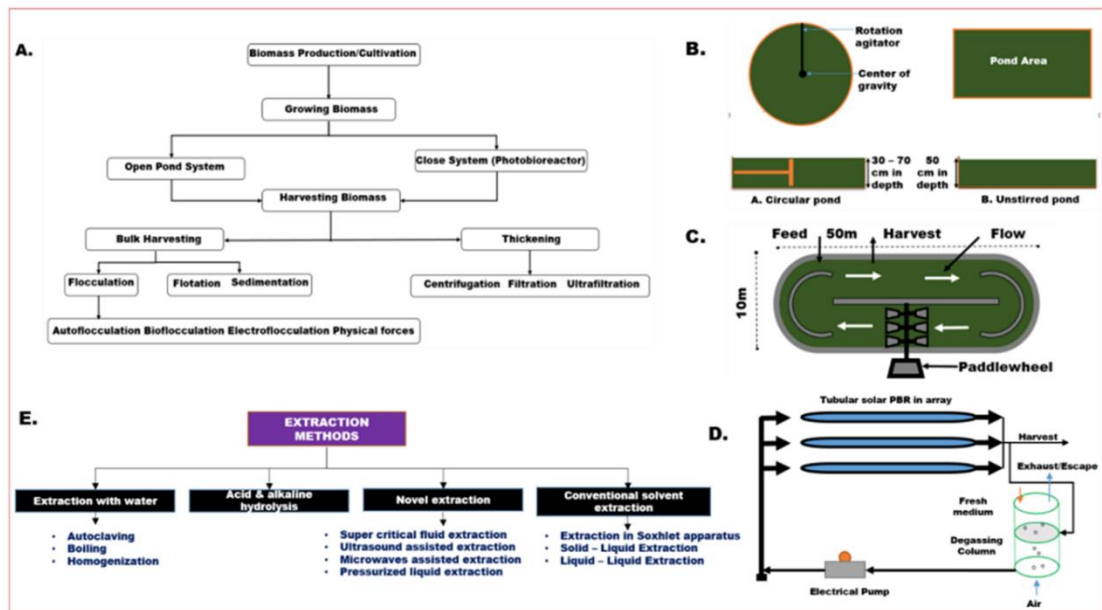 A.
Biomass Production/Cultivation
Growing Biomass
Open Pond System
Close System (Photobioreactor)
Harvesting Biomass
Bulk Harvesting
Thickening
Flocculation
Flotation
Sedimentation
Centrifugation Filtration Ultrafiltration
Autoflocculation Bioflocculation Electroflocculation Physical forces
B.
Rotation
agitator
Center of
gravity
Pond Area
30 – 70
cm in
depth
50
cm in
depth
A. Circular pond
B. Unstirred pond
C.
Feed
50m
Harvest
Flow
10m
Paddlewheel
D.
Tubular solar PBR in array
Harvest
Exhaust/Escape
Fresh
medium
Degassing
Column
Electrical Pump
Air
E.
EXTRACTION
METHODS
Extraction with water
Acid & alkaline
hydrolysis
Novel extraction
Conventional solvent
extraction
• Autoclaving
• Boiling
• Homogenization
• Super critical fluid extraction
• Ultrasound assisted extraction
• Microwaves assisted extraction
• Pressurized liquid extraction
• Extraction in Soxhlet apparatus
• Solid – Liquid Extraction
• Liquid – Liquid Extraction